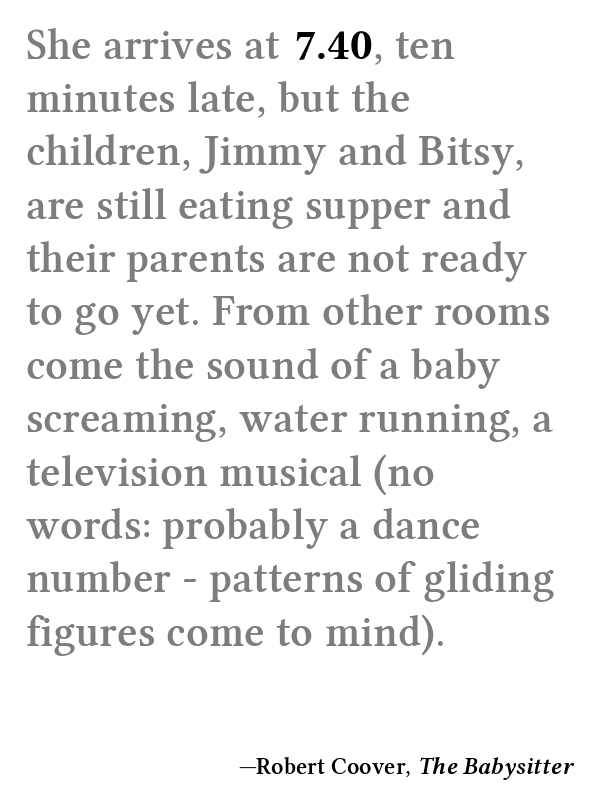 She arrives at 7.40, ten
minutes late, but the
children, Jimmy and Bitsy,
are still eating supper and
their parents are not ready
to go yet. From other rooms
come the sound of a baby
screaming, water running, a
television musical (no
words: probably a dance
number - patterns of gliding
figures come to mind).
—Robert Coover, The Babysitter